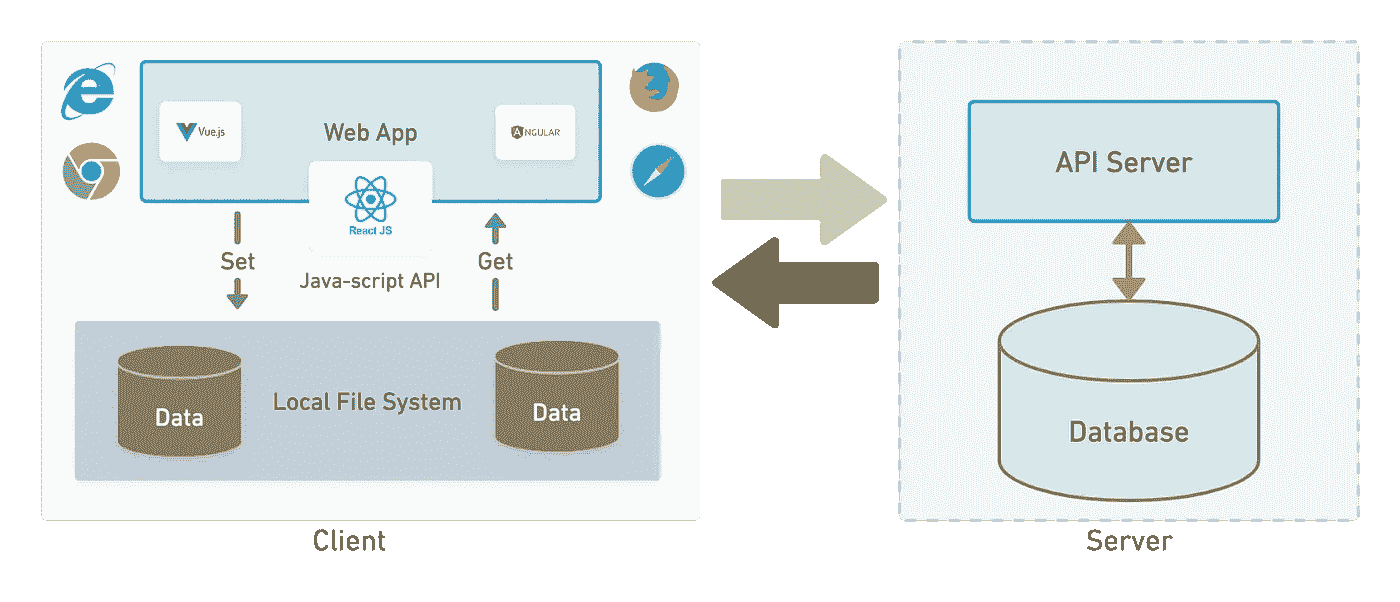 Vue.js
Web App
ANGULAR
React JS
Set
Java-script API
Get
Data
Local File System
Data
Client
API Server
Database
Server